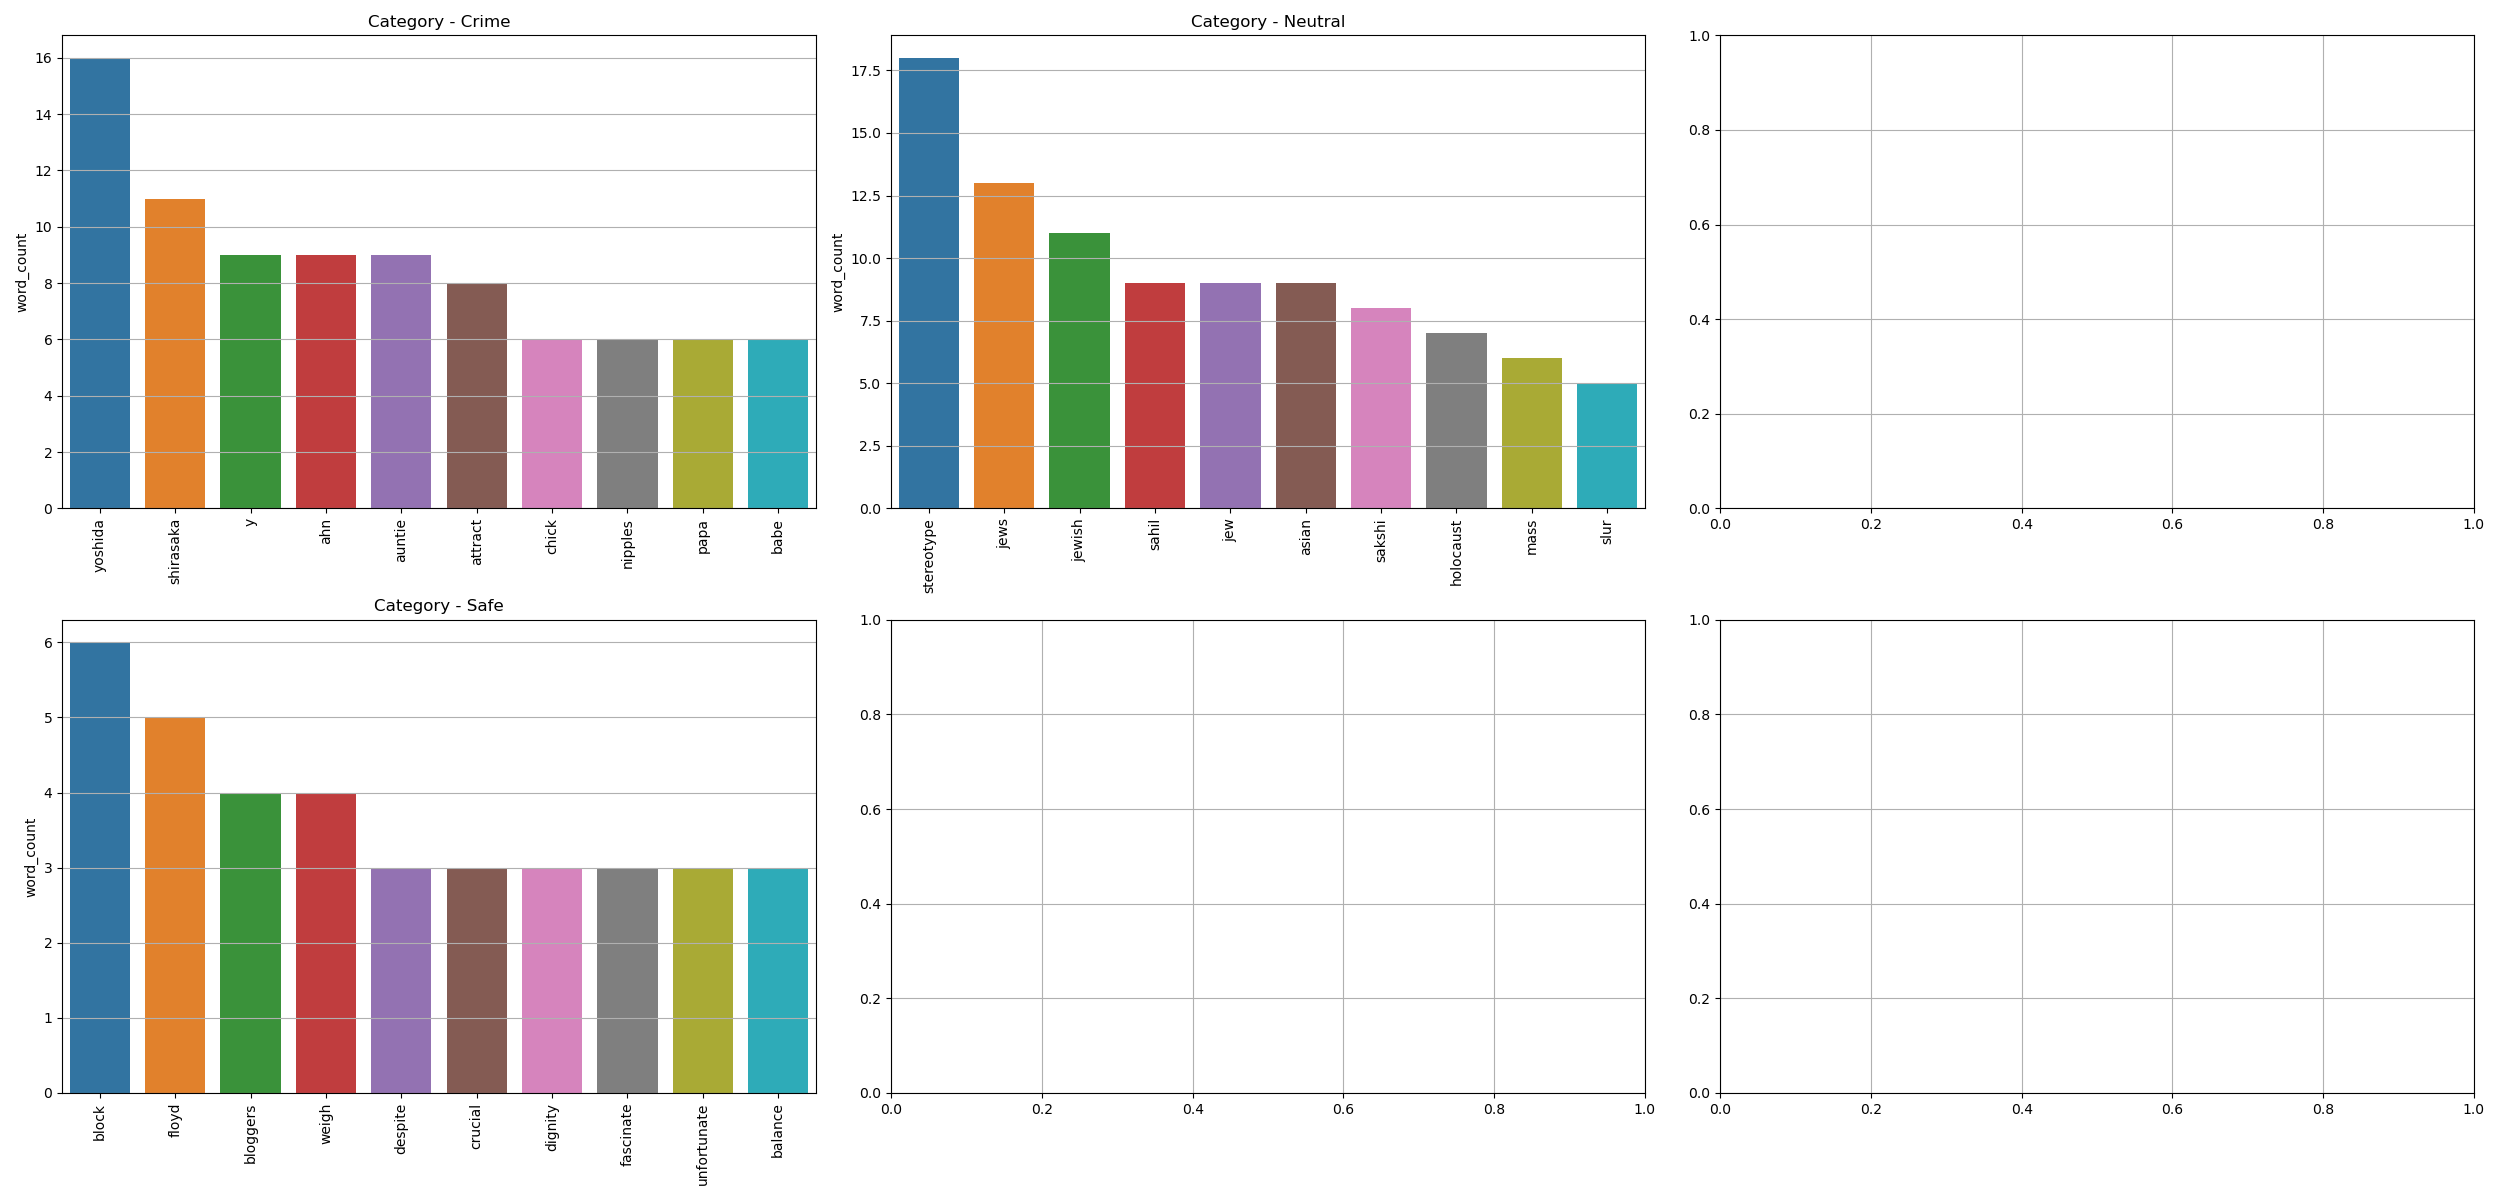 Category - Crime
word_count
16
14
12
10
8
6
4
2
0
yoshida
shirasaka
y
ahn
auntie
attract
chick
nipples
papa
babe
Category - Neutral
word_count
17.5
15.0
12.5
10.0
7.5
5.0
2.5
0.0
stereotype
jews
jewish
sahil
jew
asian
sakshi
holocaust
mass
slur
1.0
0.8
0.6
0.4
0.2
0.0
0.0 0.2 0.4 0.6 0.8 1.0
Category - Safe
word_count
6
5
4
3
2
1
0
block
floyd
bloggers
weigh
despite
crucial
dignity
fascinate
unfortunate
balance
1.0
0.8
0.6
0.4
0.2
0.0
0.0 0.2 0.4 0.6 0.8 1.0
1.0
0.8
0.6
0.4
0.2
0.0
0.0 0.2 0.4 0.6 0.8 1.0